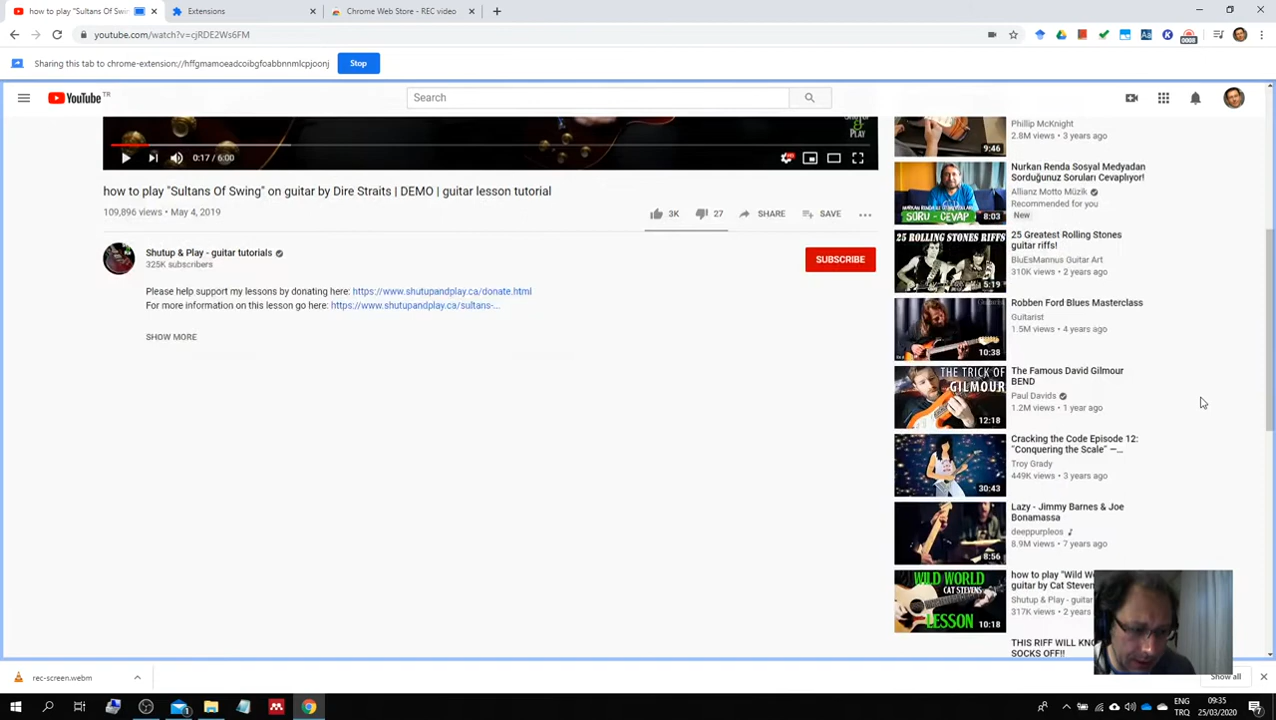 how to play "Sultans Of Swi
Extensions
Chrome Web Store - REC video
youtube.com/watch?v=cjRDE2Ws6FM
0008
Sharing this tab to chrome-extension://hffgmamoeadcoibgfoabbnnmlcpjoonj
Stop
YouTube TR
Search
PLAY
0:17 / 6:00
how to play "Sultans Of Swing" on guitar by Dire Straits | DEMO | guitar lesson tutorial
109,896 views • May 4, 2019
3K
27
SHARE
SAVE
Shutup & Play - guitar tutorials
325K subscribers
SUBSCRIBE
Please help support my lessons by donating here: https://www.shutupandplay.ca/donate.html
For more information on this lesson go here: https://www.shutupandplay.ca/sultans-...
SHOW MORE
9:46
Phillip McKnight
2.8M views • 3 years ago
SORU - CEVAP
8:03
Nurkan Renda Sosyal Medyadan
Sorduğunuz Soruları Cevaplıyor!
Allianz Motto Müzik
Recommended for you
New
25 ROLLING STONES RIFFS
5:19
25 Greatest Rolling Stones
guitar riffs!
BluEsMannus Guitar Art
310K views • 2 years ago
Guitarist
10:38
Robben Ford Blues Masterclass
Guitarist
1.5M views • 4 years ago
THE TRICK OF
GILMOUR
12:18
The Famous David Gilmour
BEND
Paul Davids
1.2M views • 1 year ago
30:43
Cracking the Code Episode 12:
"Conquering the Scale" —...
Troy Grady
449K views • 3 years ago
8:56
Lazy - Jimmy Barnes & Joe
Bonamassa
deeppurpleos
8.9M views • 7 years ago
WILD WORLD
CAT STEVENS
LESSON
10:18
how to play "Wild Wo
guitar by Cat Steven
Shutup & Play - guitar
317K views • 2 years
THIS RIFF WILL KNO
SOCKS OFF!!
rec-screen.webm
Show all
ENG
TRQ
09:35
25/03/2020